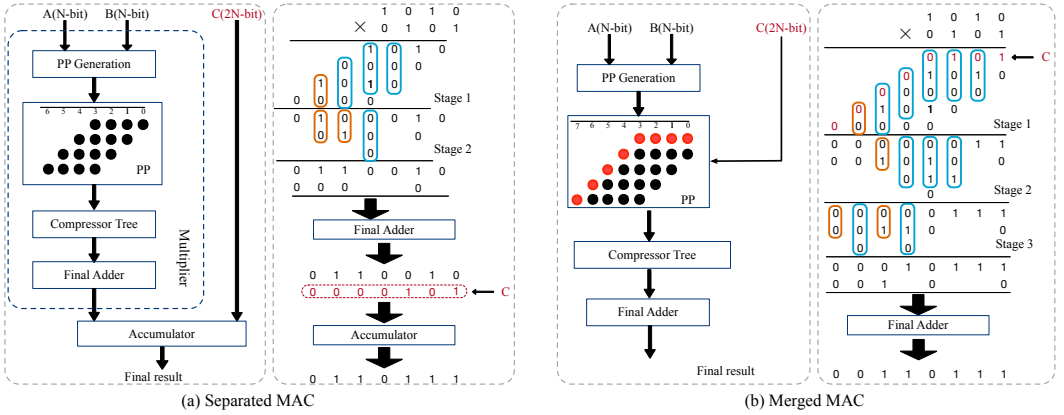 A(N-bit) B(N-bit) C(2N-bit)
PP Generation
6 5 4 3 2 1 0
PP
Compressor Tree
Final Adder
Multiplier
Accumulator
Final result
1 0 1 0
× 0 1 0 1
1 0 1 0
0 0 0 0
1 0 1 0
0 0 0 0
Stage 1
Stage 2
Final Adder
0 1 1 0 0 1 0
0 0 0 0 1 0 1 C
Accumulator
0 1 1 0 1 1 1
(a) Separated MAC
A(N-bit) B(N-bit) C(2N-bit)
PP Generation
7 6 5 4 3 2 1 0
PP
Compressor Tree
Final Adder
Final result
1 0 1 0
× 0 1 0 1
0 1 0 1 C
Stage 1
Stage 2
0 0 0 0 0 1 1 1
0 0 1 0 0
0 0
Stage 3
0 0 0 1 0 1 1 1
0 0 1 0 0
Final Adder
0 0 1 1 0 1 1 1
(b) Merged MAC